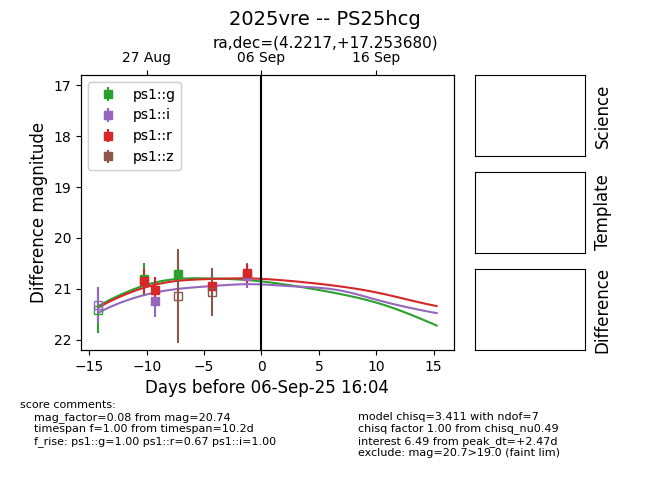 2025vre -- PS25hcg
ra,dec=(4.2217,+17.253680)
27 Aug 06 Sep 16 Sep
ps1::g
ps1::i
ps1::r
ps1::z
17
18
19
20
21
22
Difference magnitude
−15 −10 −5 0 5 10 15
Days before 06-Sep-25 16:04
Science
Template
Difference
score comments:
mag_factor=0.08 from mag=20.74
timespan f=1.00 from timespan=10.2d
f_rise: ps1::g=1.00 ps1::r=0.67 ps1::i=1.00
model chisq=3.411 with ndof=7
chisq factor 1.00 from chisq_nu0.49
interest 6.49 from peak_dt=+2.47d
exclude: mag=20.7>19.0 (faint lim)